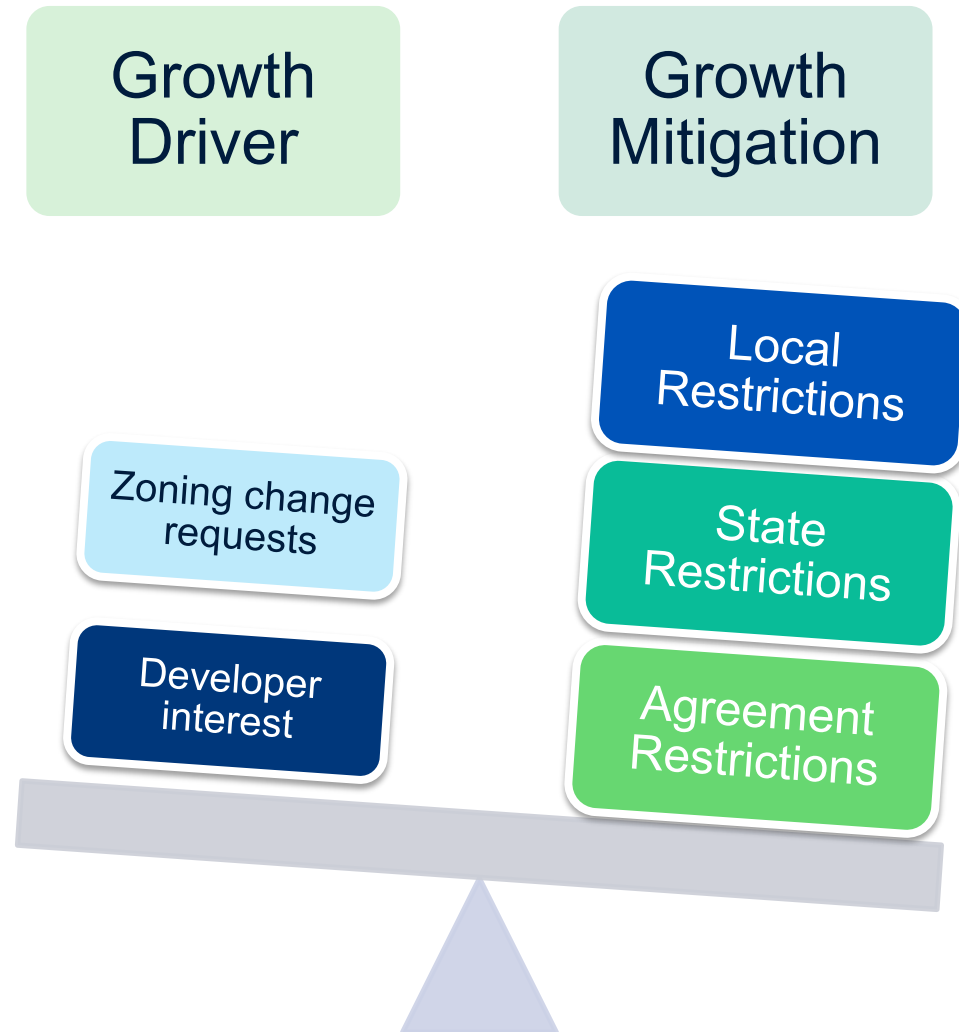 Growth
Driver
Growth
Mitigation
Local
Restrictions
Zoning change
requests
State
Restrictions
Developer
interest
Agreement
Restrictions